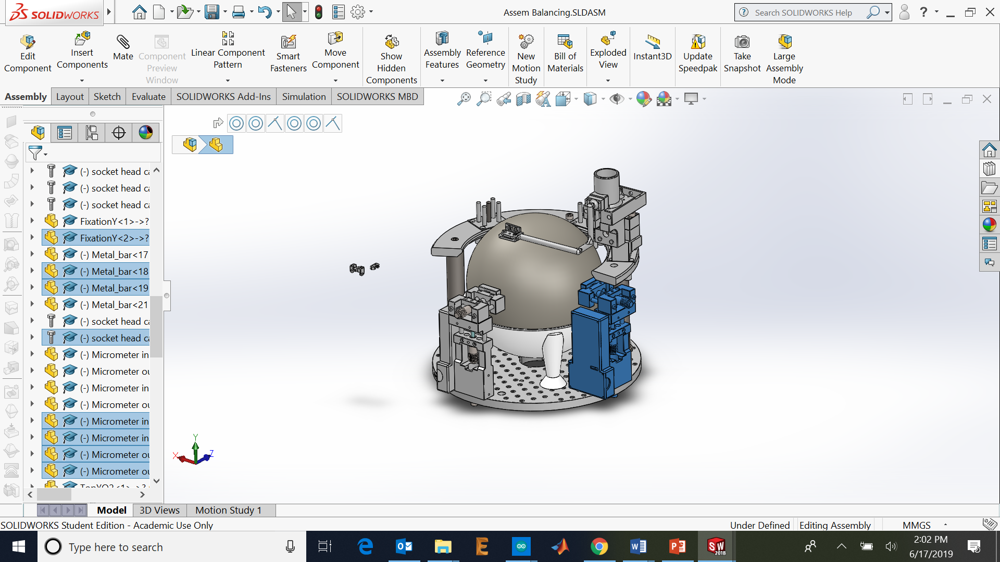 SOLIDWORKS
Assem Balancing.SLDASM
Search SOLIDWORKS Help
?
Edit Component
Insert Components
Mate
Component Preview Window
Linear Component Pattern
Smart Fasteners
Move Component
Show Hidden Components
Assembly Features
Reference Geometry
New Motion Study
Bill of Materials
Exploded View
Instant3D
Update Speedpak
Take Snapshot
Large Assembly Mode
Assembly
Layout
Sketch
Evaluate
SOLIDWORKS Add-Ins
Simulation
SOLIDWORKS MBD
(-) socket head ca
(-) socket head ca
(-) socket head ca
FixationY<1>->?
FixationY<2>->?
(-) Metal_bar<17
(-) Metal_bar<18
(-) Metal_bar<19
(-) Metal_bar<21
(-) socket head ca
(-) socket head ca
(-) Micrometer in
(-) Micrometer ou
(-) Micrometer in
(-) Micrometer ou
(-) Micrometer in
(-) Micrometer in
(-) Micrometer ou
(-) Micrometer ou
Y
X
Z
Model
3D Views
Motion Study 1
SOLIDWORKS Student Edition - Academic Use Only
Under Defined
Editing Assembly
MMGS
Type here to search
2:02 PM
6/17/2019
SW
2018